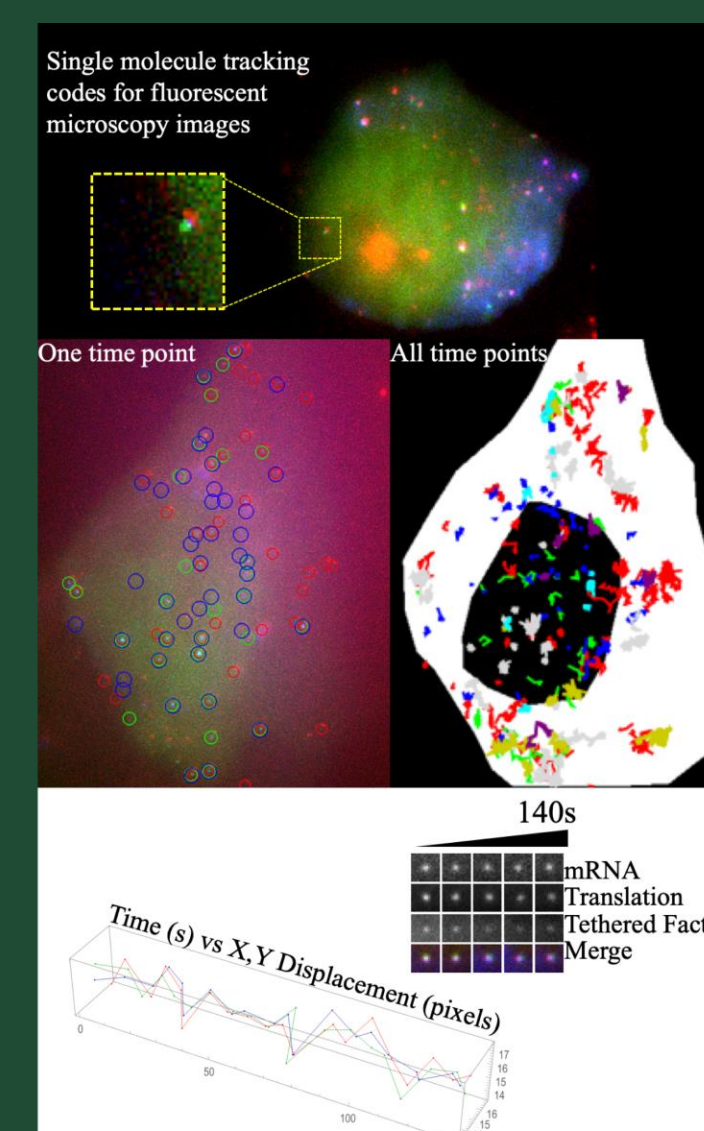 Single molecule tracking
codes for fluorescent
microscopy images
One time point
All time points
140s
mRNA
Translation
Tethered Fact
Merge
Time (s) vs X,Y Displacement (pixels)
0
50
100
17
16
15
14
16
15